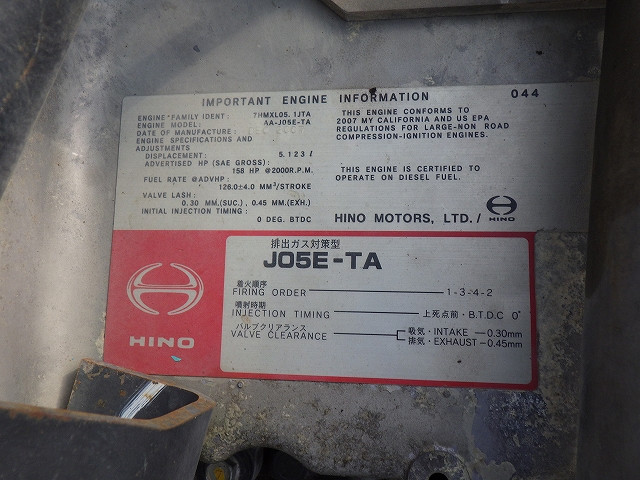 IMPORTANT ENGINE INFORMATION 044
ENGINE FAMILY IDENT: 7HMXL05.1JTA
ENGINE MODEL: AA-J05E-TA
DATE OF MANUFACTURE:
ENGINE SPECIFICATIONS AND
ADJUSTMENTS
DISPLACEMENT: 5.123ℓ
ADVERTISED HP (SAE GROSS):
158 HP @2000R.P.M.
FUEL RATE @ADVHP:
126.0±4.0 MM³/STROKE
VALVE LASH:
0.30 MM.(SUC.), 0.45 MM.(EXH.)
INITIAL INJECTION TIMING:
0 DEG. BTDC
THIS ENGINE CONFORMS TO
2007 MY CALIFORNIA AND US EPA
REGULATIONS FOR LARGE-NON ROAD
COMPRESSION-IGNITION ENGINES.
THIS ENGINE IS CERTIFIED TO
OPERATE ON DIESEL FUEL.
HINO MOTORS, LTD./
HINO
HINO
排出ガス対策型
J05E-TA
着火順序
FIRING ORDER 1-3-4-2
噴射時期
INJECTION TIMING 上死点前・B.T.D.C 0°
バルブクリアランス
VALVE CLEARANCE
吸気・INTAKE 0.30mm
排気・EXHAUST 0.45mm